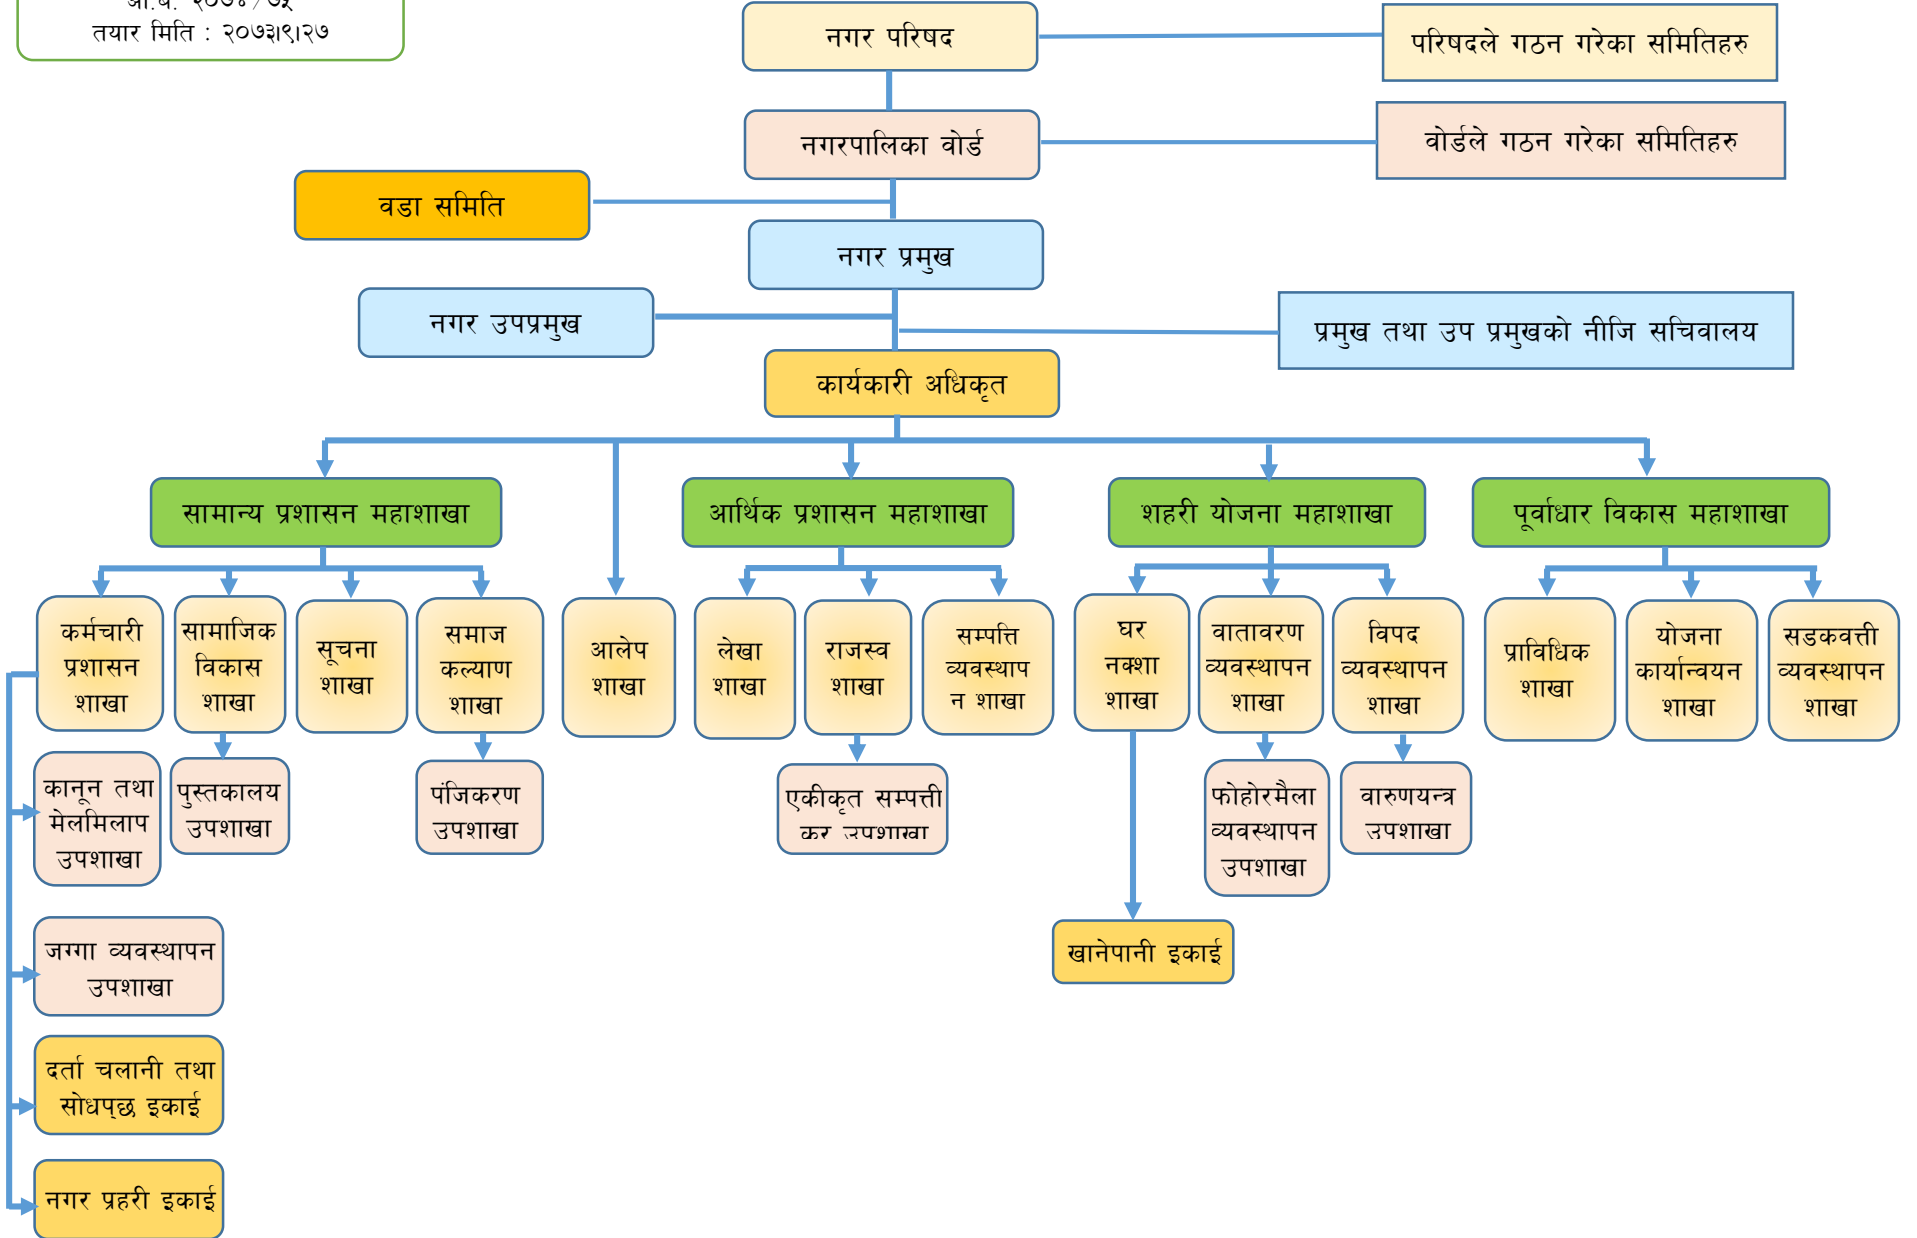 तयार मिति : २०७३।९।२७
नगर परिषद
परिषदले गठन गरेका समितिहरु
नगरपालिका वोर्ड
वोर्डले गठन गरेका समितिहरु
वडा समिति
नगर प्रमुख
नगर उपप्रमुख
प्रमुख तथा उप प्रमुखको नीजि सचिवालय
कार्यकारी अधिकृत
सामान्य प्रशासन महाशाखा
आर्थिक प्रशासन महाशाखा
शहरी योजना महाशाखा
पूर्वाधार विकास महाशाखा
कर्मचारी
प्रशासन
शाखा
सामाजिक
विकास
शाखा
सूचना
शाखा
समाज
कल्याण
शाखा
आलेप
शाखा
लेखा
शाखा
राजस्व
शाखा
सम्पत्ति
व्यवस्थाप
न शाखा
घर
नक्शा
शाखा
वातावरण
व्यवस्थापन
शाखा
विपद
व्यवस्थापन
शाखा
प्राविधिक
शाखा
योजना
कार्यान्वयन
शाखा
सडकवत्ती
व्यवस्थापन
शाखा
कानून तथा
मेलमिलाप
उपशाखा
पुस्तकालय
उपशाखा
पंजिकरण
उपशाखा
एकीकृत सम्पत्ती
कर उपशाखा
फोहोरमैला
व्यवस्थापन
उपशाखा
वारुणयन्त्र
उपशाखा
जग्गा व्यवस्थापन
उपशाखा
खानेपानी इकाई
दर्ता चलानी तथा
सोधपुछ इकाई
नगर प्रहरी इकाई